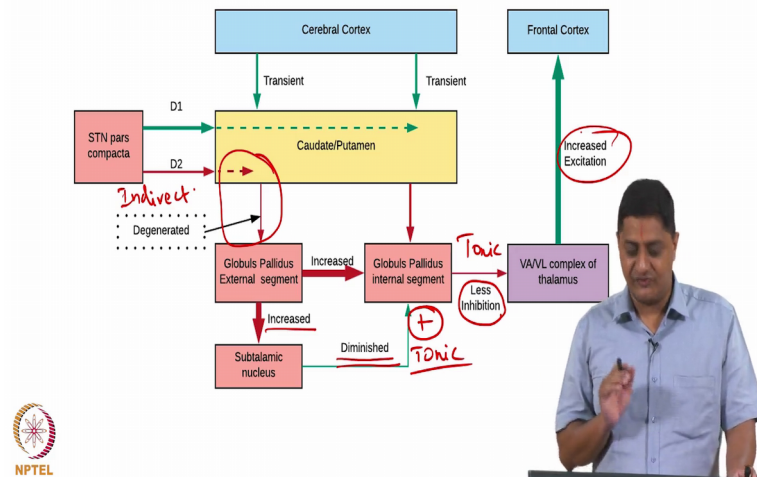 Cerebral Cortex
Frontal Cortex
Transient
Transient
D1
STN pars
compacta
Caudate/Putamen
D2
Increased
Excitation
Indirect
Degenerated
Globuls Pallidus
External segment
Increased
Globuls Pallidus
internal segment
Tonic
Less
Inhibition
VA/VL complex of
thalamus
Increased
+
Tonic
Subtalamic
nucleus
Diminished
NPTEL